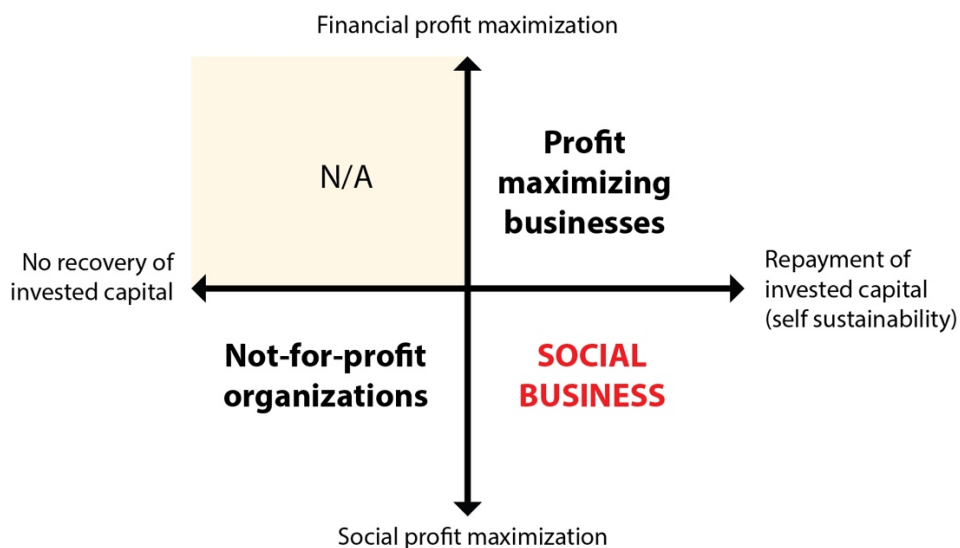 Financial profit maximization
N/A
Profit
maximizing
businesses
No recovery of
invested capital
Repayment of
invested capital
(self sustainability)
Not-for-profit
organizations
SOCIAL
BUSINESS
Social profit maximization